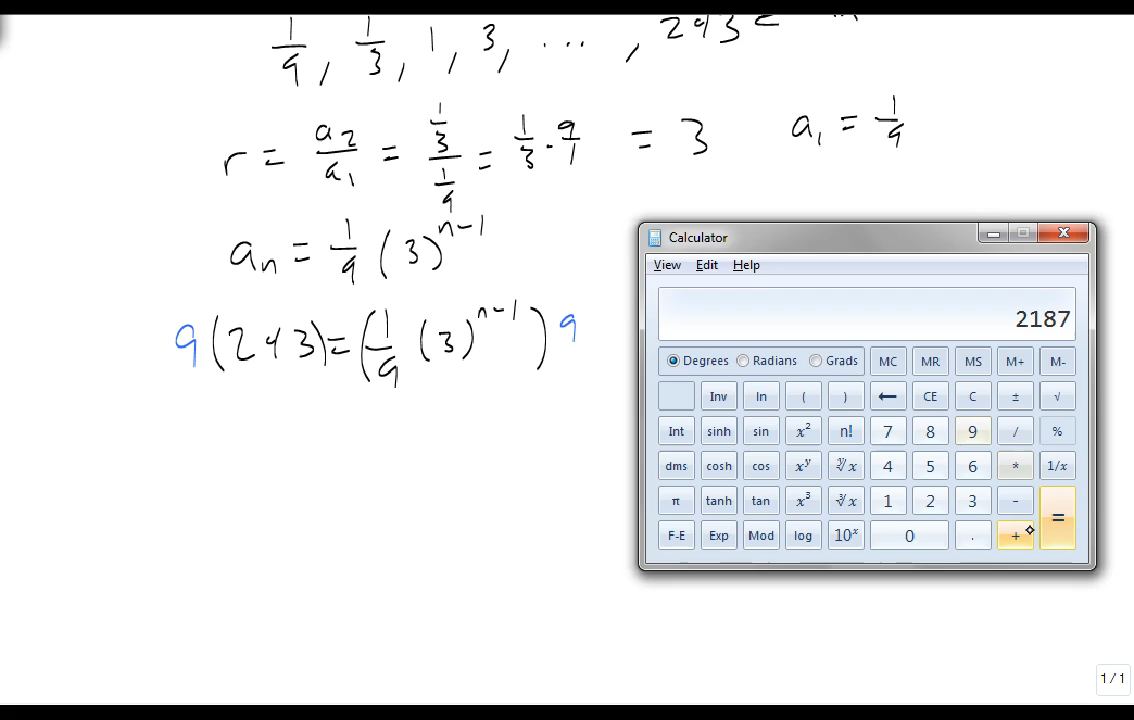 1/9, 1/3, 1, 3, ..., 243
r = a₂/a₁ = (1/3)/(1/9) = 1/3 · 9/1 = 3 a₁ = 1/9
aₙ = 1/9 (3)ⁿ⁻¹
9(243) = (1/9 (3)ⁿ⁻¹) 9
Calculator
View Edit Help
2187
Degrees Radians Grads MC MR MS M+ M-
Inv ln ( ) ← CE C ± √
Int sinh sin x² n! 7 8 9 / %
dms cosh cos xʸ ʸ√x 4 5 6 * 1/x
π tanh tan x³ ³√x 1 2 3 - =
F-E Exp Mod log 10ˣ 0 . +
1/1